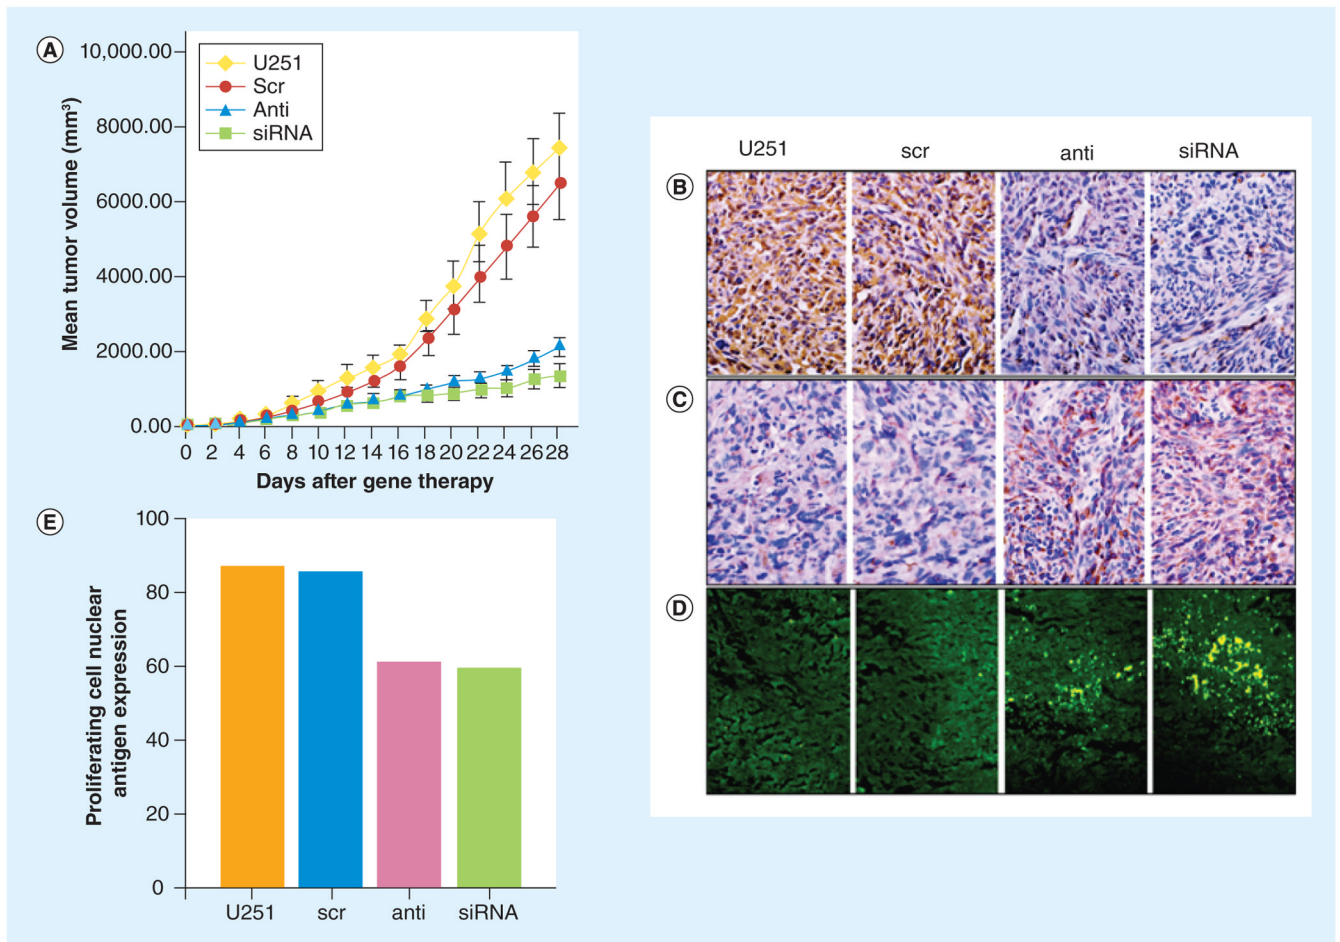 A
10,000.00
8000.00
6000.00
4000.00
2000.00
0.00
Mean tumor volume (mm³)
U251
Scr
Anti
siRNA
0 2 4 6 8 10 12 14 16 18 20 22 24 26 28
Days after gene therapy
U251 scr anti siRNA
B
C
D
E
100
80
60
40
20
0
Proliferating cell nuclear
antigen expression
U251 scr anti siRNA